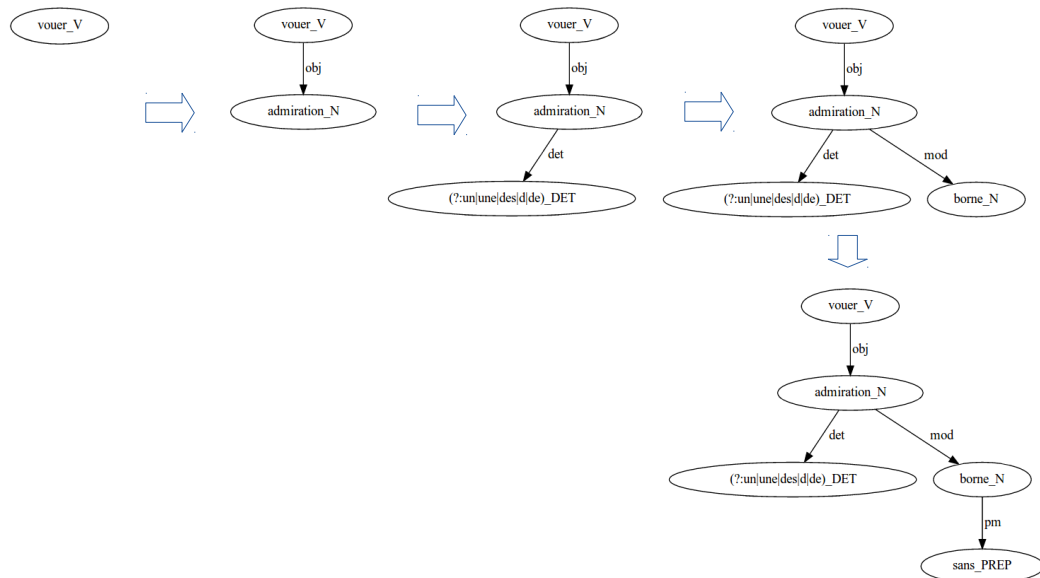 vouer_V
vouer_V
obj
admiration_N
vouer_V
obj
admiration_N
det
(?:un|une|des|d|de)_DET
vouer_V
obj
admiration_N
det
mod
(?:un|une|des|d|de)_DET
borne_N
vouer_V
obj
admiration_N
det
mod
(?:un|une|des|d|de)_DET
borne_N
pm
sans_PREP